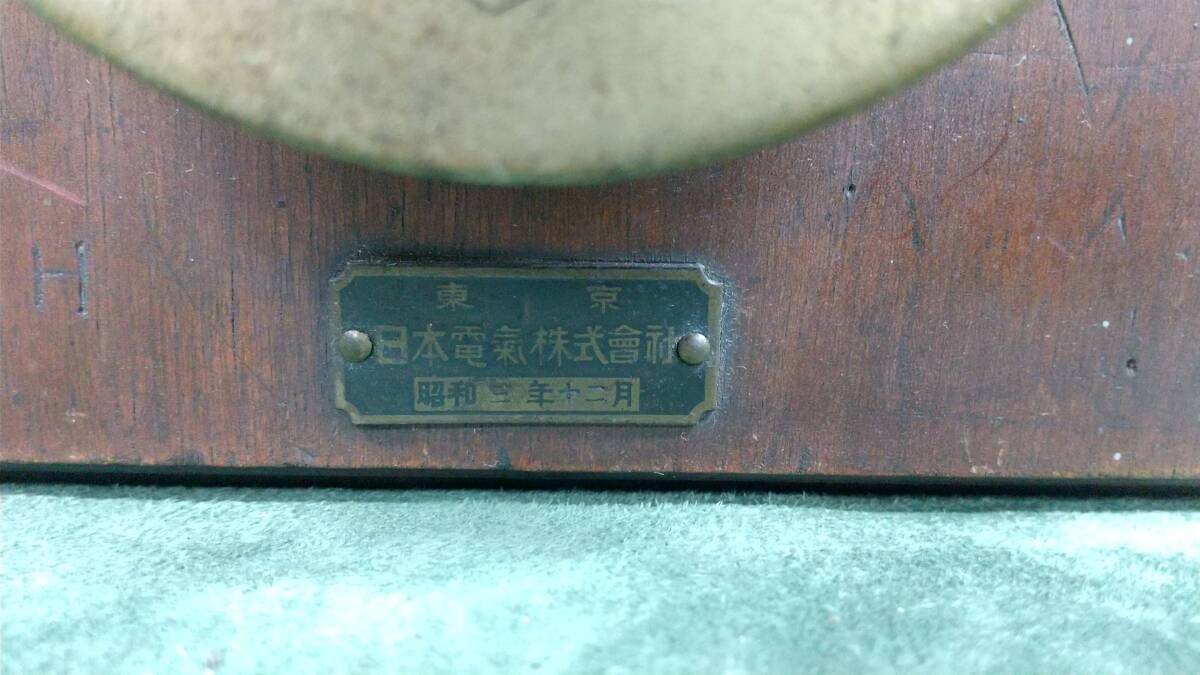 東京
日本電氣株式會社
昭和三年十二月
H